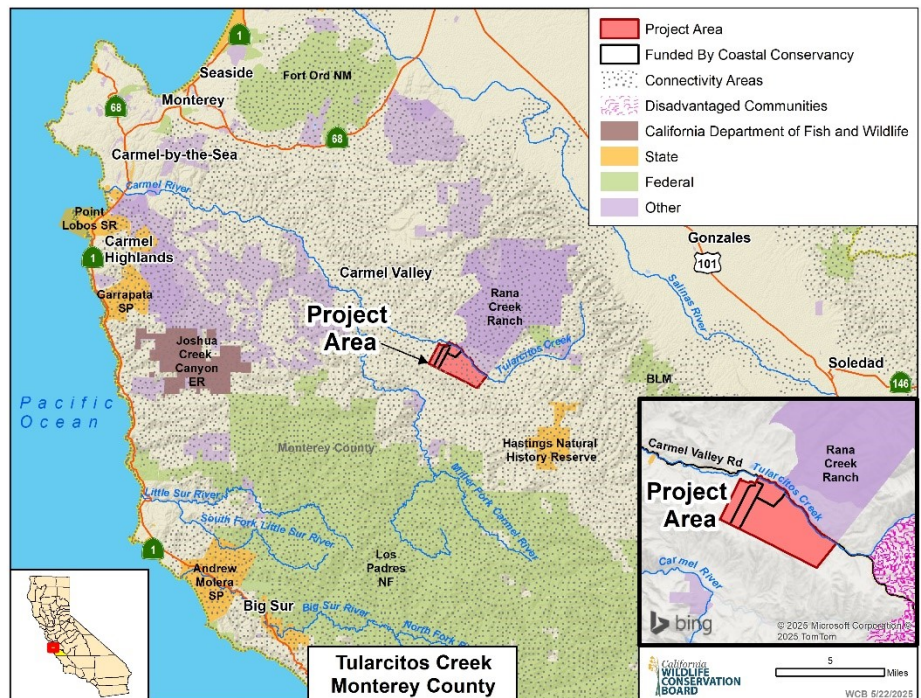 1
Seaside
Fort Ord NM
Monterey
68
68
Carmel-by-the-Sea
Carmel River
Point
Lobos SR
Carmel
Highlands
1
Garrapata
SP
Carmel Valley
Project
Area
Joshua
Creek
Canyon
ER
Rana
Creek
Ranch
Tularcitos Creek
Gonzales
101
Salinas River
Soledad
146
BLM
Pacific
Ocean
Monterey County
Hastings Natural
History Reserve
Little Sur River
South Fork Little Sur
River
Miller Fork Carmel River
1
Andrew
Molera
SP
Los
Padres
NF
Big Sur
Big Sur River
North Fork
Tularcitos Creek
Monterey County
Project Area
Funded By Coastal Conservancy
Connectivity Areas
Disadvantaged Communities
California Department of Fish and Wildlife
State
Federal
Other
Carmel Valley Rd
Tularcitos Creek
Rana
Creek
Ranch
Project
Area
Carmel River
bing
© 2025 Microsoft Corporation ©
2025 TomTom
California
WILDLIFE
CONSERVATION
BOARD
5
Miles
WCB 5/22/2025